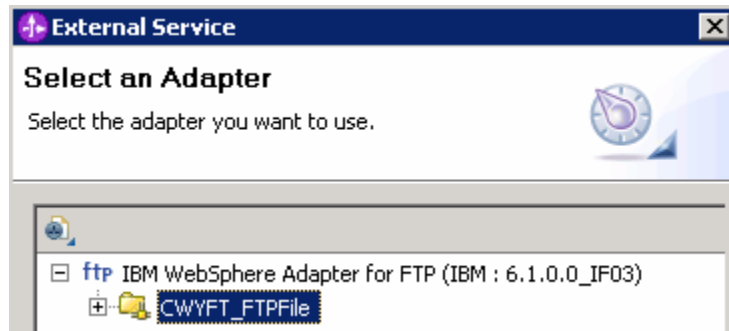 External Service
Select an Adapter
Select the adapter you want to use.
ftp IBM WebSphere Adapter for FTP (IBM : 6.1.0.0_IF03)
CWYFT_FTPFile